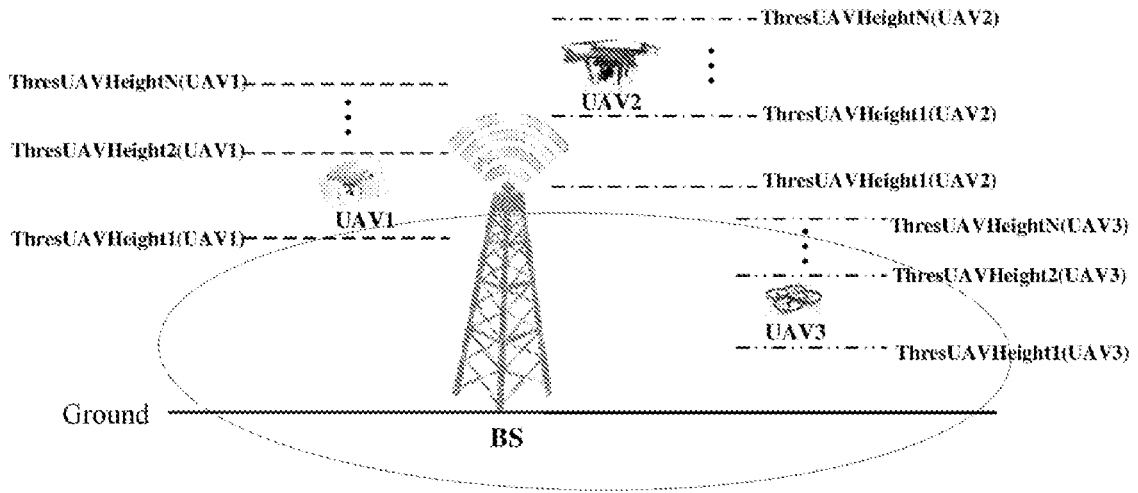 ThresUAVHeightN(UAV2)
ThresUAVHeightN(UAV1)
UAV2
ThresUAVHeight1(UAV2)
ThresUAVHeight2(UAV1)
ThresUAVHeight1(UAV2)
UAV1
ThresUAVHeightN(UAV3)
ThresUAVHeight1(UAV1)
ThresUAVHeight2(UAV3)
UAV3
ThresUAVHeight1(UAV3)
Ground
BS